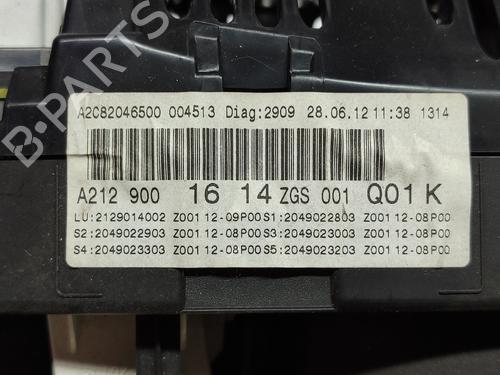 A2C82046500 004513 Diag:2909 28.06.12 11:38 1314
A212 900 16 14 ZGS 001 Q01 K
LU:2129014002 Z001 12-09P00 S1:2049022803 Z001 12-08P00
S2:2049022903 Z001 12-08P00 S3:2049023003 Z001 12-08P00
S4:2049023303 Z001 12-08P00 S5:2049023203 Z001 12-08P00
B-PARTS